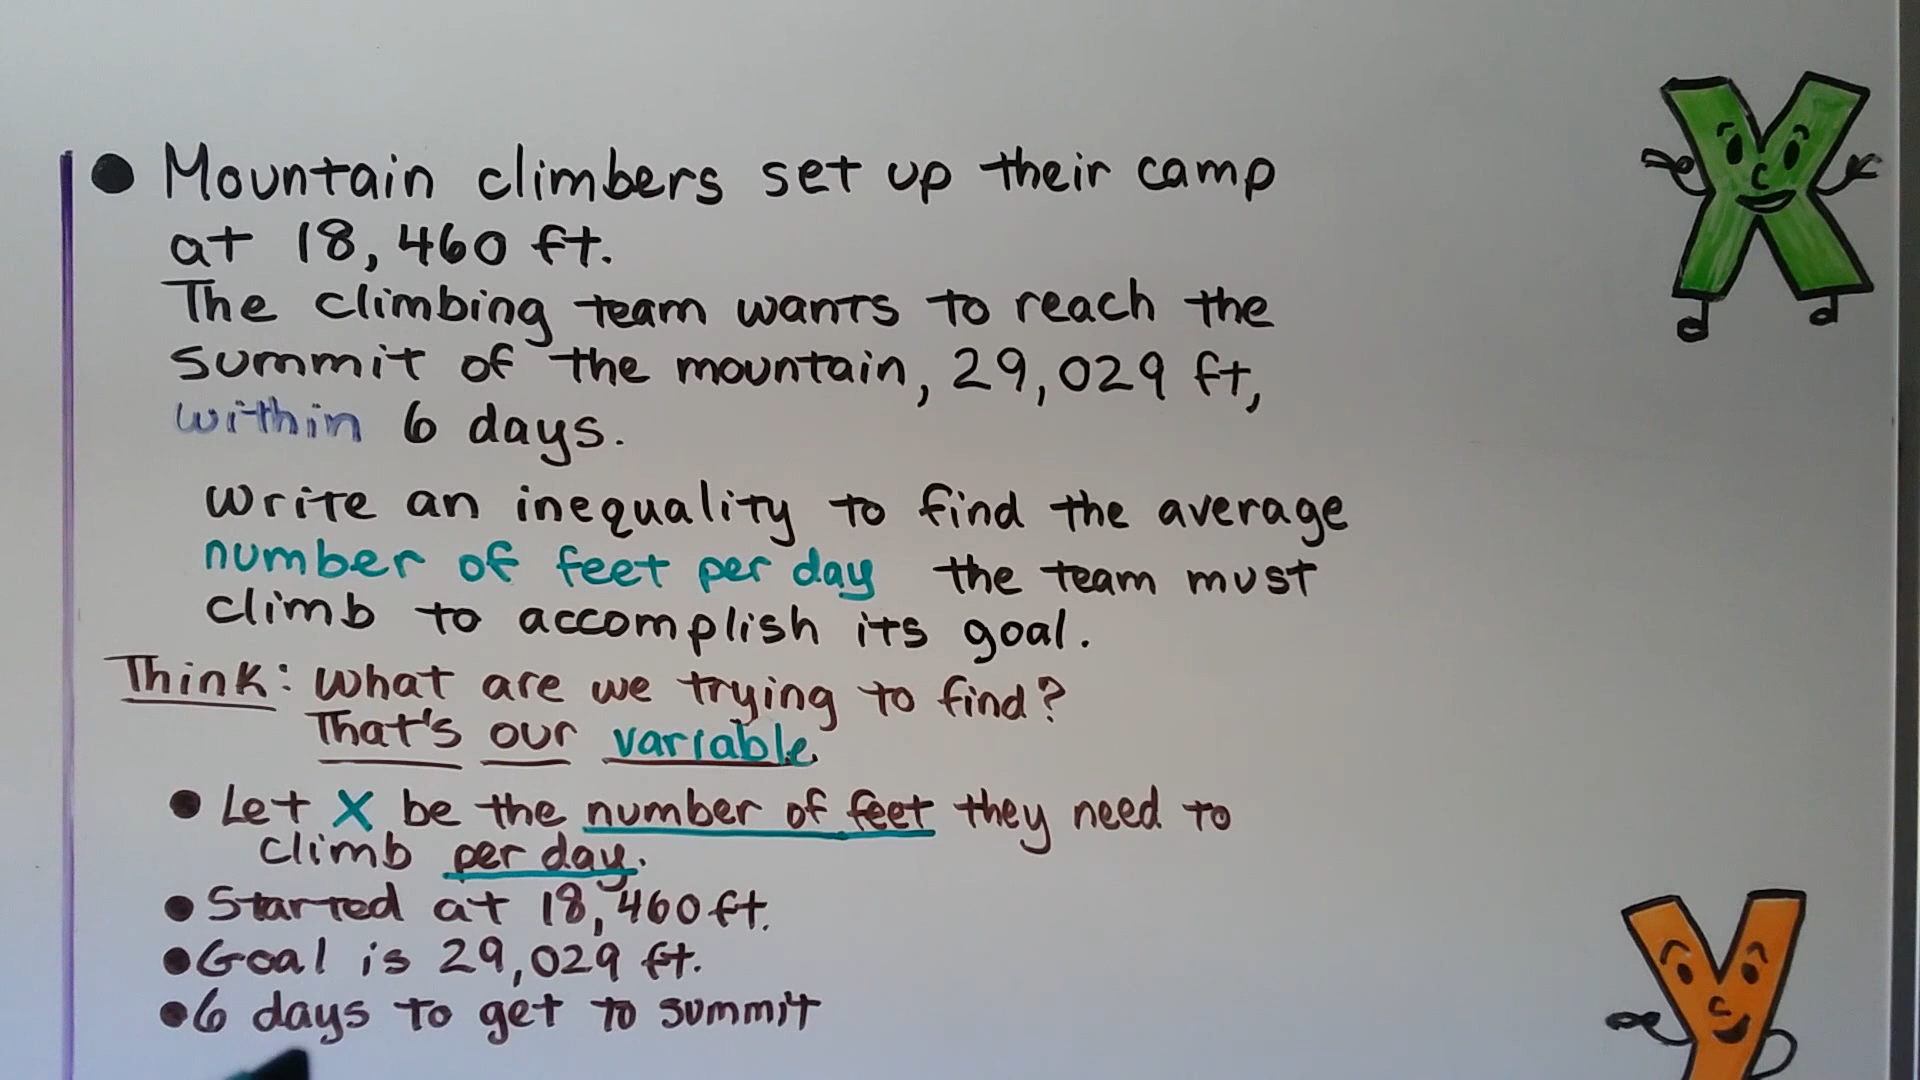 ● Mountain climbers set up their camp
at 18,460 ft.
The climbing team wants to reach the
summit of the mountain, 29,029 ft,
within 6 days.
Write an inequality to find the average
number of feet per day the team must
climb to accomplish its goal.
Think: What are we trying to find?
That's our variable.
● Let X be the number of feet they need to
climb per day.
● Started at 18,460 ft.
● Goal is 29,029 ft.
● 6 days to get to summit